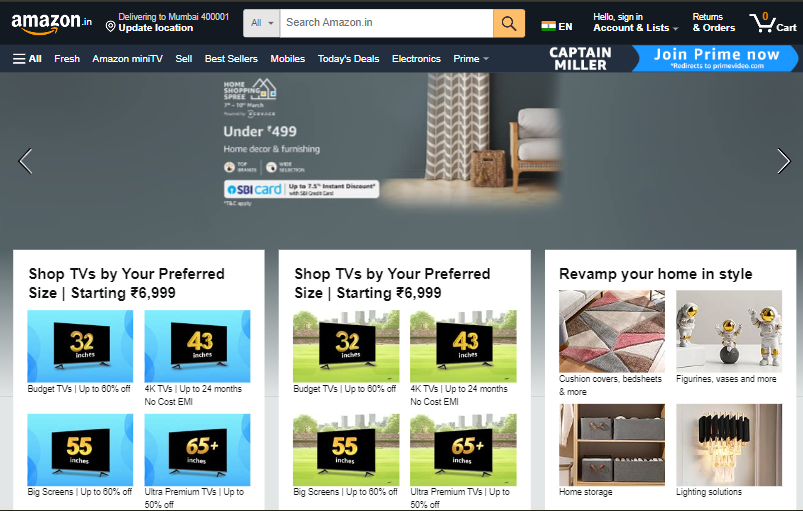 amazon.in
Delivering to Mumbai 400001
Update location
All
Search Amazon.in
EN
Hello, sign in
Account & Lists
Returns
& Orders
0
Cart
All
Fresh
Amazon miniTV
Sell
Best Sellers
Mobiles
Today's Deals
Electronics
Prime
CAPTAIN
MILLER
Join Prime now
*Redirects to primevideo.com
HOME
SHOPPING
SPREE
7th - 10th March
Powered by
Under ₹499
Home decor & furnishing
TOP
BRANDS
WIDE
SELECTION
SBI card
Up to 7.5% Instant Discount*
with SBI Credit Card
*T&C apply
Shop TVs by Your Preferred
Size | Starting ₹6,999
32
inches
43
inches
Budget TVs | Up to 60% off
4K TVs | Up to 24 months
No Cost EMI
55
inches
65+
inches
Big Screens | Up to 60% off
Ultra Premium TVs | Up to
50% off
Shop TVs by Your Preferred
Size | Starting ₹6,999
32
inches
43
inches
Budget TVs | Up to 60% off
4K TVs | Up to 24 months
No Cost EMI
55
inches
65+
inches
Big Screens | Up to 60% off
Ultra Premium TVs | Up to
50% off
Revamp your home in style
Cushion covers, bedsheets
& more
Figurines, vases and more
Home storage
Lighting solutions